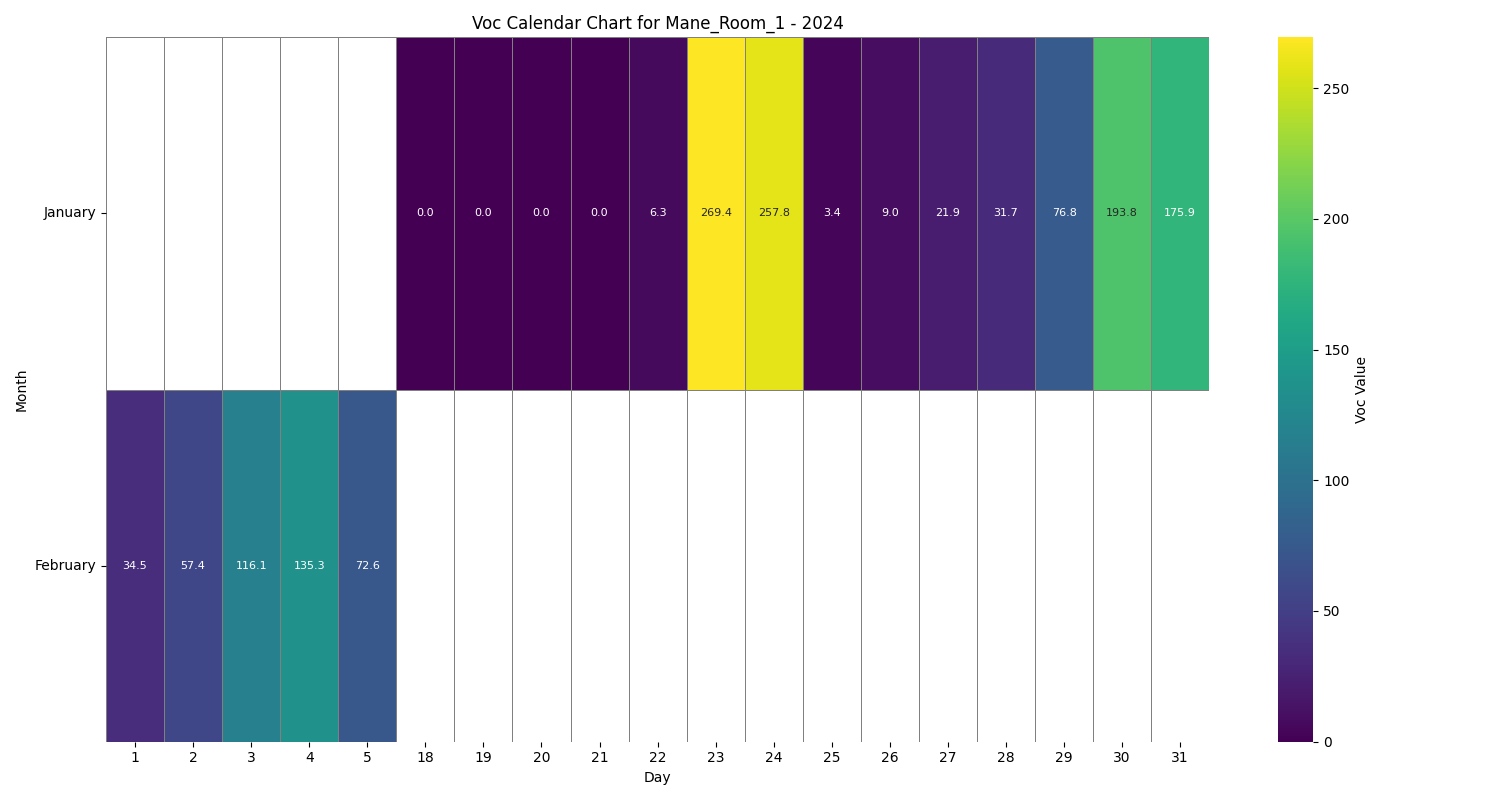 Voc Calendar Chart for Mane_Room_1 - 2024
January
0.0 0.0 0.0 0.0 6.3 269.4 257.8 3.4 9.0 21.9 31.7 76.8 193.8 175.9
February
34.5 57.4 116.1 135.3 72.6
Month
1 2 3 4 5 18 19 20 21 22 23 24 25 26 27 28 29 30 31
Day
250
200
150
100
50
0
Voc Value